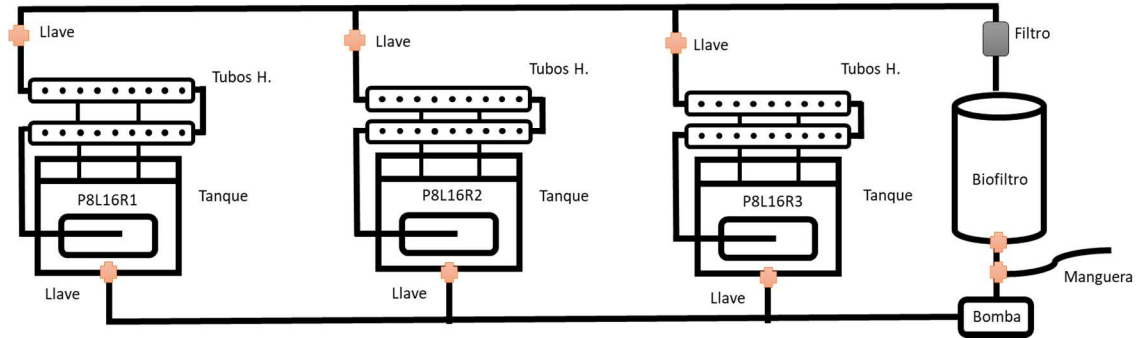 Llave
Llave
Llave
Filtro
Tubos H.
Tubos H.
Tubos H.
Biofiltro
P8L16R1
Tanque
P8L16R2
Tanque
P8L16R3
Tanque
Llave
Llave
Llave
Manguera
Bomba